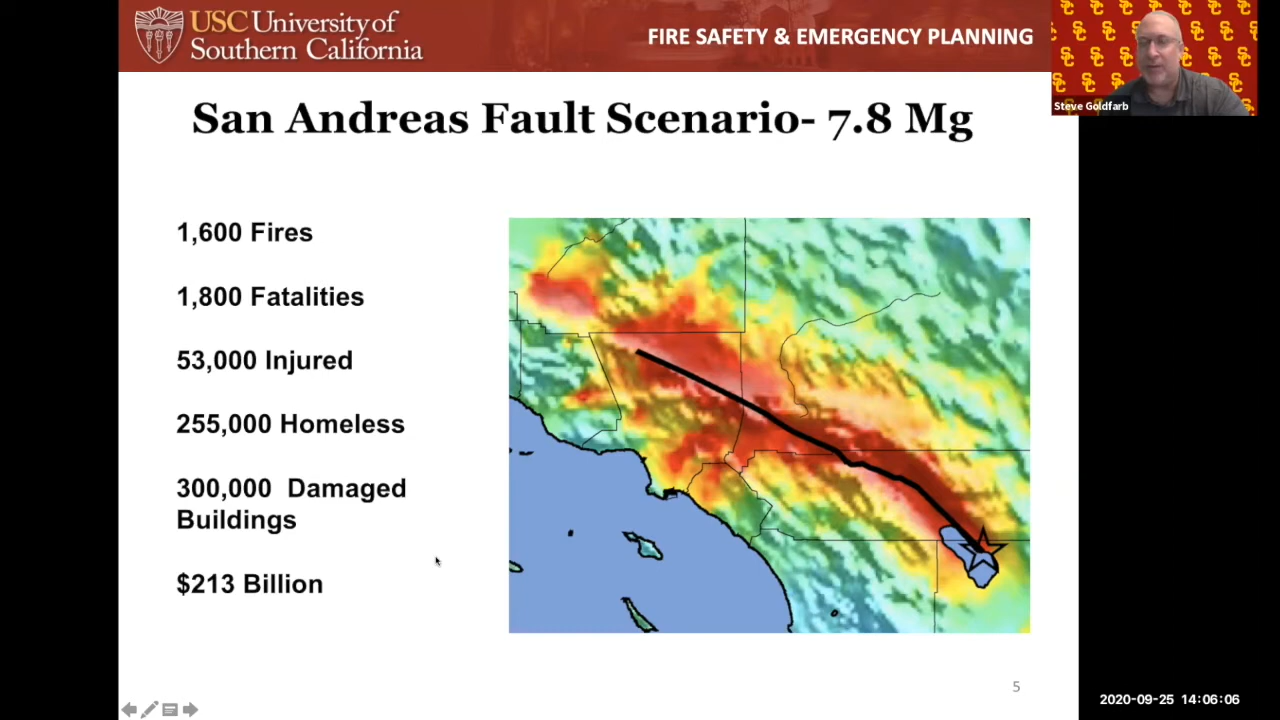 USC University of
Southern California
FIRE SAFETY & EMERGENCY PLANNING
Steve Goldfarb
San Andreas Fault Scenario- 7.8 Mg
1,600 Fires
1,800 Fatalities
53,000 Injured
255,000 Homeless
300,000 Damaged
Buildings
$213 Billion
5
2020-09-25 14:06:06